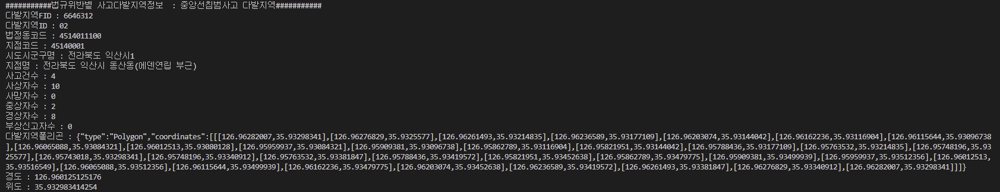 ###########법규위반별 사고다발지역정보  : 중앙선침범사고 다발지역###########
다발지역FID : 6646312
다발지역ID : 02
법정동코드 : 4514011100
지점코드 : 45140001
시도시군구명 : 전라북도 익산시1
지점명 : 전라북도 익산시 동산동(에덴연립 부근)
사고건수 : 4
사상자수 : 10
사망자수 : 0
중상자수 : 2
경상자수 : 8
부상신고자수 : 0
다발지역폴리곤 : {"type":"Polygon","coordinates":[[[126.96282007,35.93298341],[126.96276829,35.9325577],[126.96261493,35.93214835],[126.96236589,35.93177109],[126.96203074,35.93144042],[126.96162236,35.93116904],[126.96115644,35.93096738
],[126.96065088,35.93084321],[126.96012513,35.93080128],[126.95959937,35.93084321],[126.95909381,35.93096738],[126.95862789,35.93116904],[126.95821951,35.93144042],[126.95788436,35.93177109],[126.95763532,35.93214835],[126.95748196,35.9
325577],[126.95743018,35.93298341],[126.95748196,35.93340912],[126.95763532,35.93381847],[126.95788436,35.93419572],[126.95821951,35.93452638],[126.95862789,35.93479775],[126.95909381,35.93499939],[126.95959937,35.93512356],[126.96012513,
35.93516549],[126.96065088,35.93512356],[126.96115644,35.93499939],[126.96162236,35.93479775],[126.96203074,35.93452638],[126.96236589,35.93419572],[126.96261493,35.93381847],[126.96276829,35.93340912],[126.96282007,35.93298341]]]}
경도 : 126.960125125176
위도 : 35.932983414254